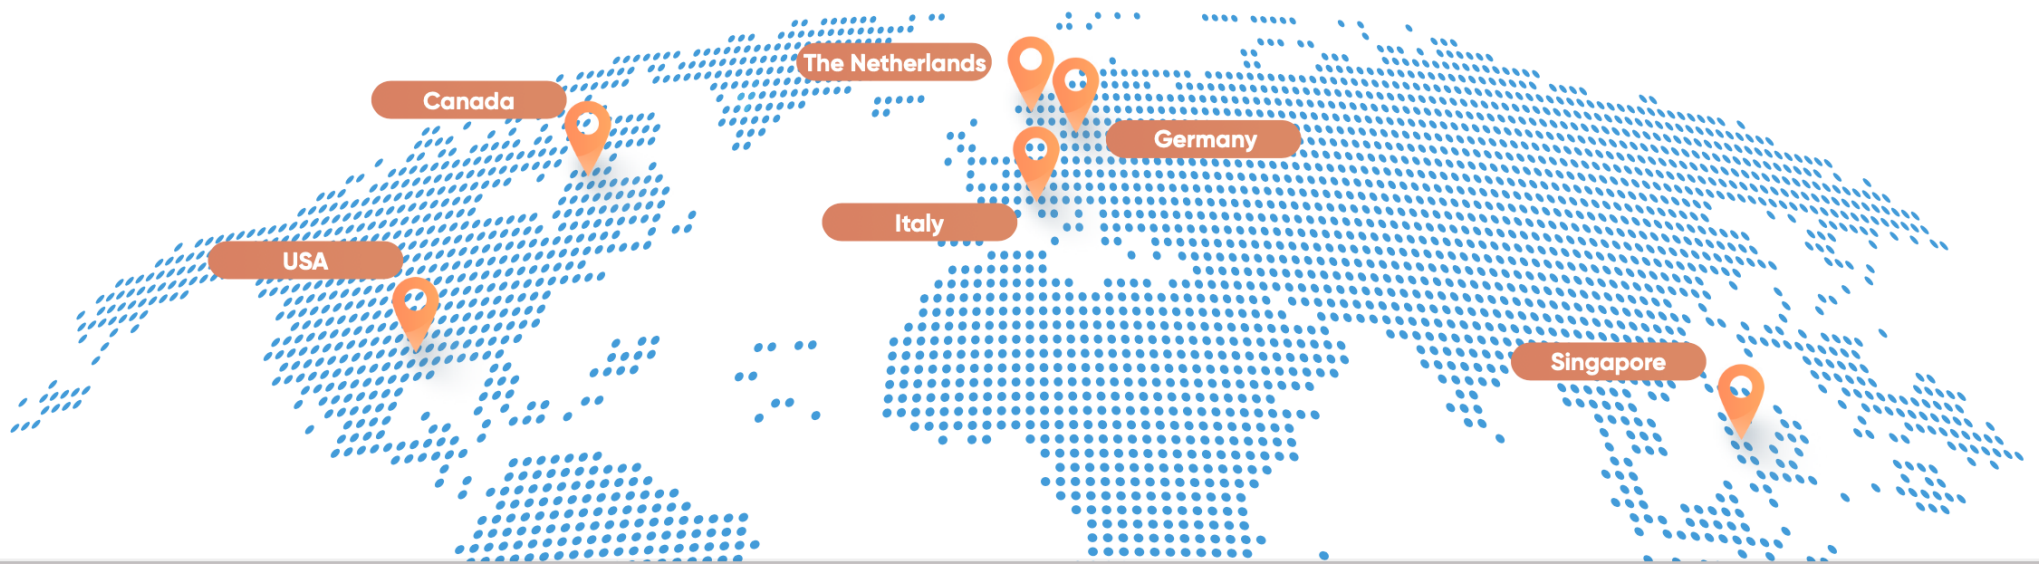 The Netherlands
Canada
Germany
Italy
USA
Singapore